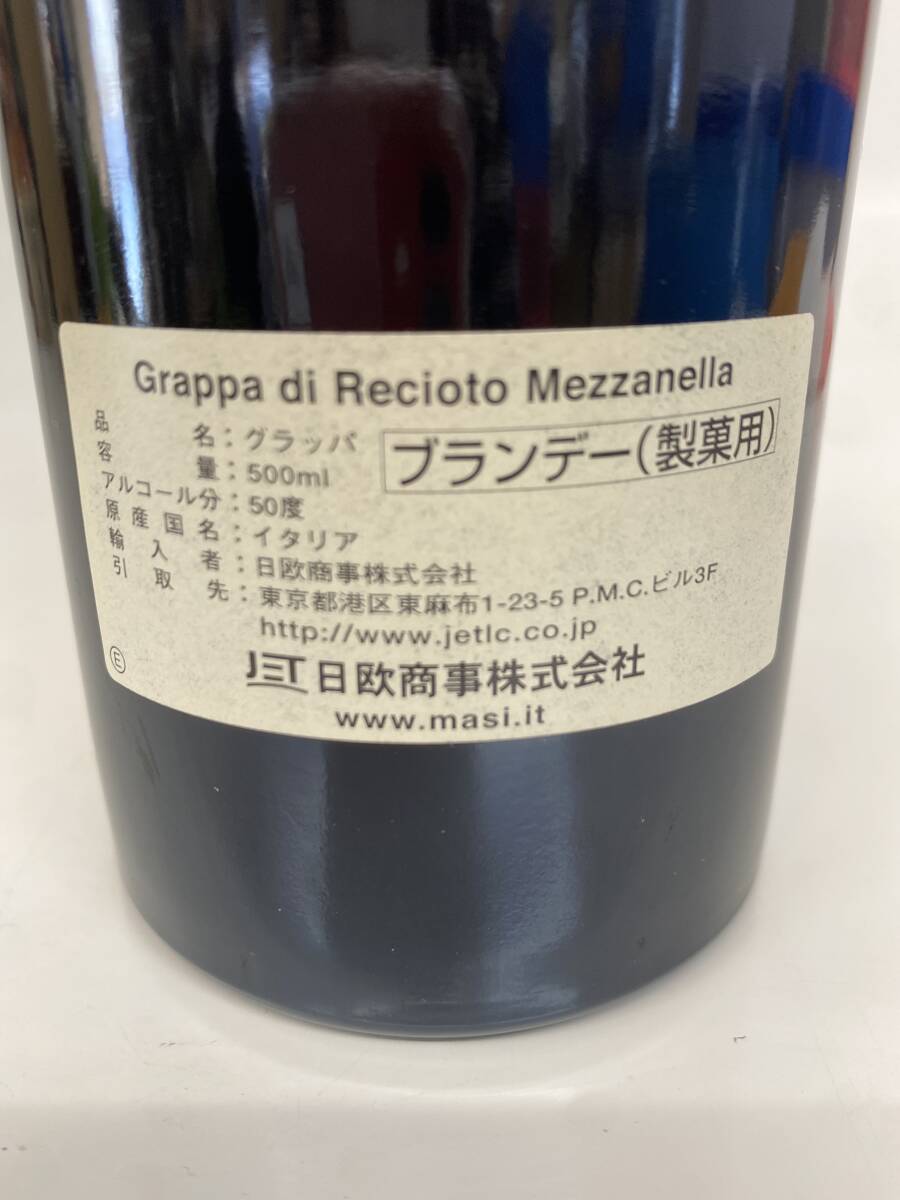 Grappa di Recioto Mezzanella
品名：グラッパ
ブランデー(製菓用)
容量：500ml
アルコール分：50度
原産国名：イタリア
輸入者：日欧商事株式会社
引取先：東京都港区東麻布1-23-5 P.M.C.ビル3F
http://www.jetlc.co.jp
Ⓔ
JET 日欧商事株式会社
www.masi.it